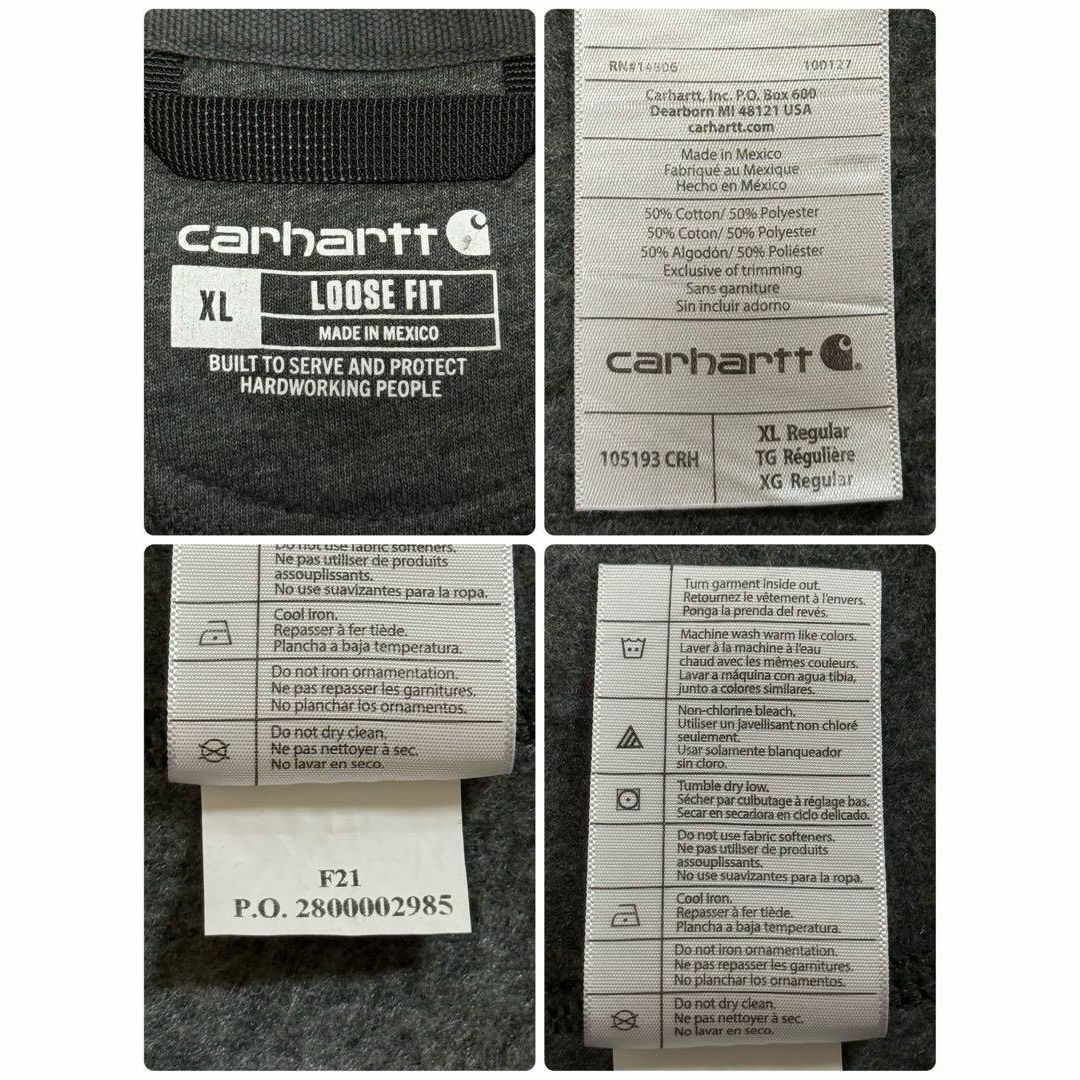 carhartt
XL
LOOSE FIT
MADE IN MEXICO
BUILT TO SERVE AND PROTECT
HARDWORKING PEOPLE
RN#14806 100127
Carhartt, Inc. P.O. Box 600
Dearborn MI 48121 USA
carhartt.com
Made in Mexico
Fabriqué au Mexique
Hecho en México
50% Cotton/ 50% Polyester
50% Coton/ 50% Polyester
50% Algodón/ 50% Poliéster
Exclusive of trimming
Sans garniture
Sin incluir adorno
carhartt
105193 CRH
XL Regular
TG Régulière
XG Regular
Do not use fabric softeners.
Ne pas utiliser de produits
assouplissants.
No use suavizantes para la ropa.
Cool iron.
Repasser à fer tiède.
Plancha a baja temperatura.
Do not iron ornamentation.
Ne pas repasser les garnitures.
No planchar los ornamentos.
Do not dry clean.
Ne pas nettoyer à sec.
No lavar en seco.
F21
P.O. 2800002985
Turn garment inside out.
Retournez le vêtement à l'envers.
Ponga la prenda del revés.
Machine wash warm like colors.
Laver à la machine à l'eau
chaud avec les mêmes couleurs.
Lavar a máquina con agua tibia,
junto a colores similares.
Non-chlorine bleach.
Utiliser un javellisant non chloré
seulement.
Usar solamente blanqueador
sin cloro.
Tumble dry low.
Sécher par culbutage à réglage bas.
Secar en secadora en ciclo delicado.
Do not use fabric softeners.
Ne pas utiliser de produits
assouplissants.
No use suavizantes para la ropa.
Cool iron.
Repasser à fer tiède.
Plancha a baja temperatura.
Do not iron ornamentation.
Ne pas repasser les garnitures.
No planchar los ornamentos.
Do not dry clean.
Ne pas nettoyer à sec.
No lavar en seco.